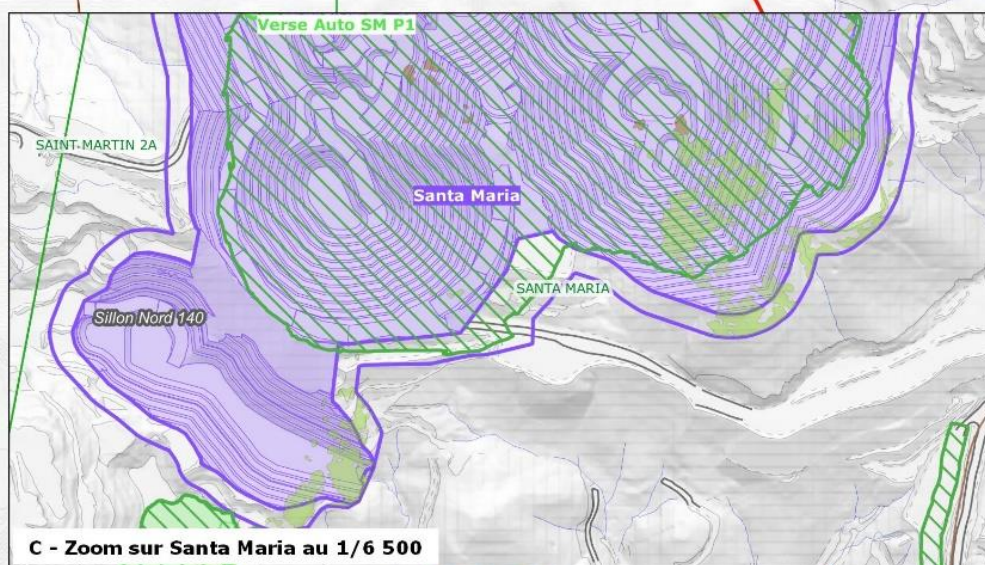 Verse Auto SM P1
SAINT-MARTIN 2A
Santa Maria
SANTA MARIA
Sillon Nord 140
C - Zoom sur Santa Maria au 1/6 500